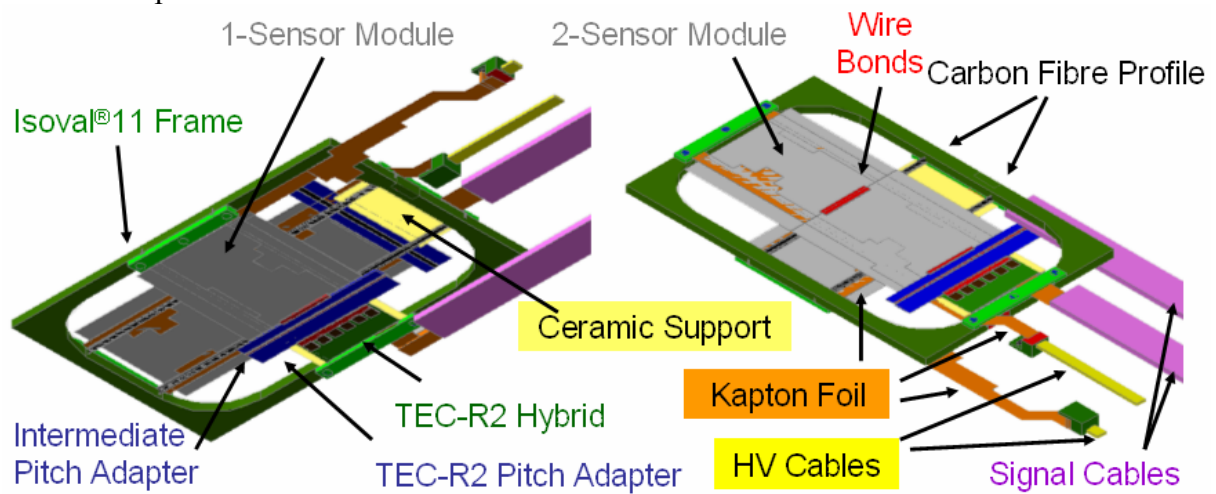 1-Sensor Module
2-Sensor Module
Wire
Bonds
Carbon Fibre Profile
Isoval®11 Frame
Ceramic Support
Kapton Foil
TEC-R2 Hybrid
Intermediate
Pitch Adapter
TEC-R2 Pitch Adapter
HV Cables
Signal Cables